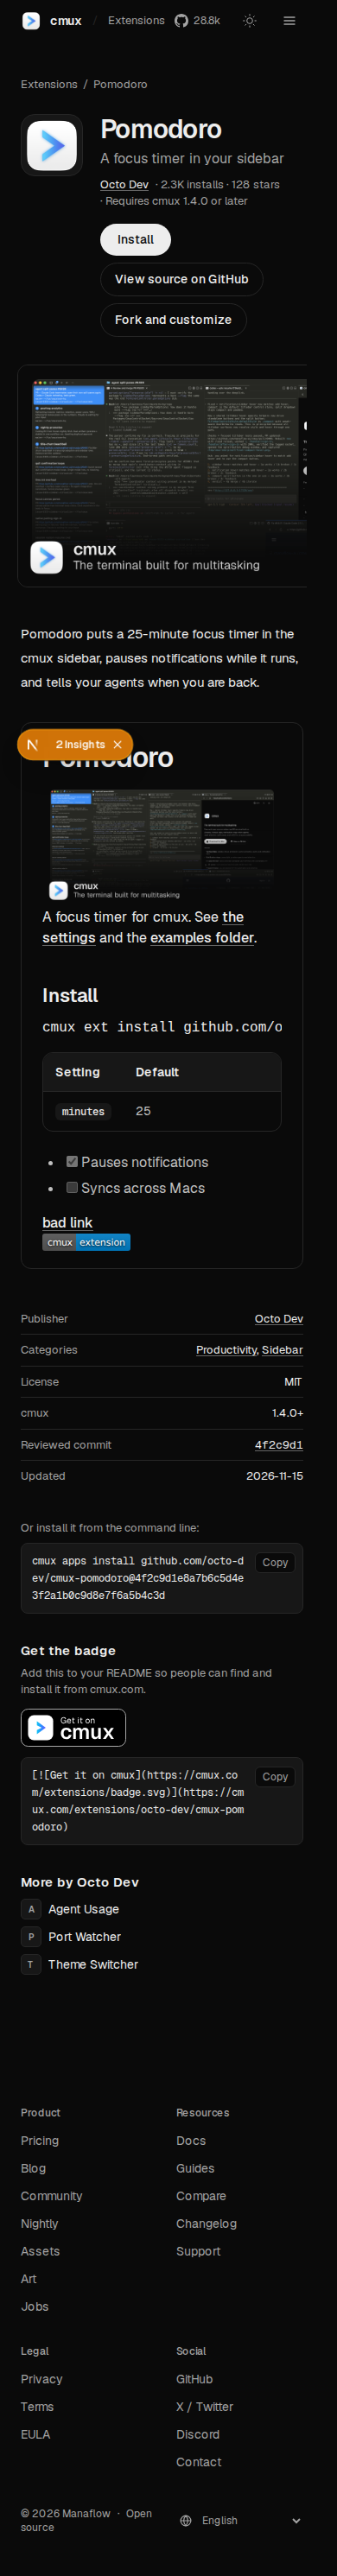 cmux / Extensions 28.8k
Extensions / Pomodoro
Pomodoro
A focus timer in your sidebar
Octo Dev · 2.3K installs · 128 stars
· Requires cmux 1.4.0 or later
Install
View source on GitHub
Fork and customize
cmux
The terminal built for multitasking
Pomodoro puts a 25-minute focus timer in the
cmux sidebar, pauses notifications while it runs,
and tells your agents when you are back.
2 Insights
cmux
The terminal built for multitasking
A focus timer for cmux. See the
settings and the examples folder.
Install
cmux ext install github.com/o
Setting Default
minutes 25
Pauses notifications
Syncs across Macs
bad link
cmux extension
Publisher Octo Dev
Categories Productivity, Sidebar
License MIT
cmux 1.4.0+
Reviewed commit 4f2c9d1
Updated 2026-11-15
Or install it from the command line:
cmux apps install github.com/octo-d
ev/cmux-pomodoro@4f2c9d1e8a7b6c5d4e
3f2a1b0c9d8e7f6a5b4c3d
Copy
Get the badge
Add this to your README so people can find and
install it from cmux.com.
Get it on
cmux
[![Get it on cmux](https://cmux.co
m/extensions/badge.svg)](https://cm
ux.com/extensions/octo-dev/cmux-pom
odoro)
Copy
More by Octo Dev
A Agent Usage
P Port Watcher
T Theme Switcher
Product
Pricing
Blog
Community
Nightly
Assets
Art
Jobs
Resources
Docs
Guides
Compare
Changelog
Support
Legal
Privacy
Terms
EULA
Social
GitHub
X / Twitter
Discord
Contact
© 2026 Manaflow · Open
source
English